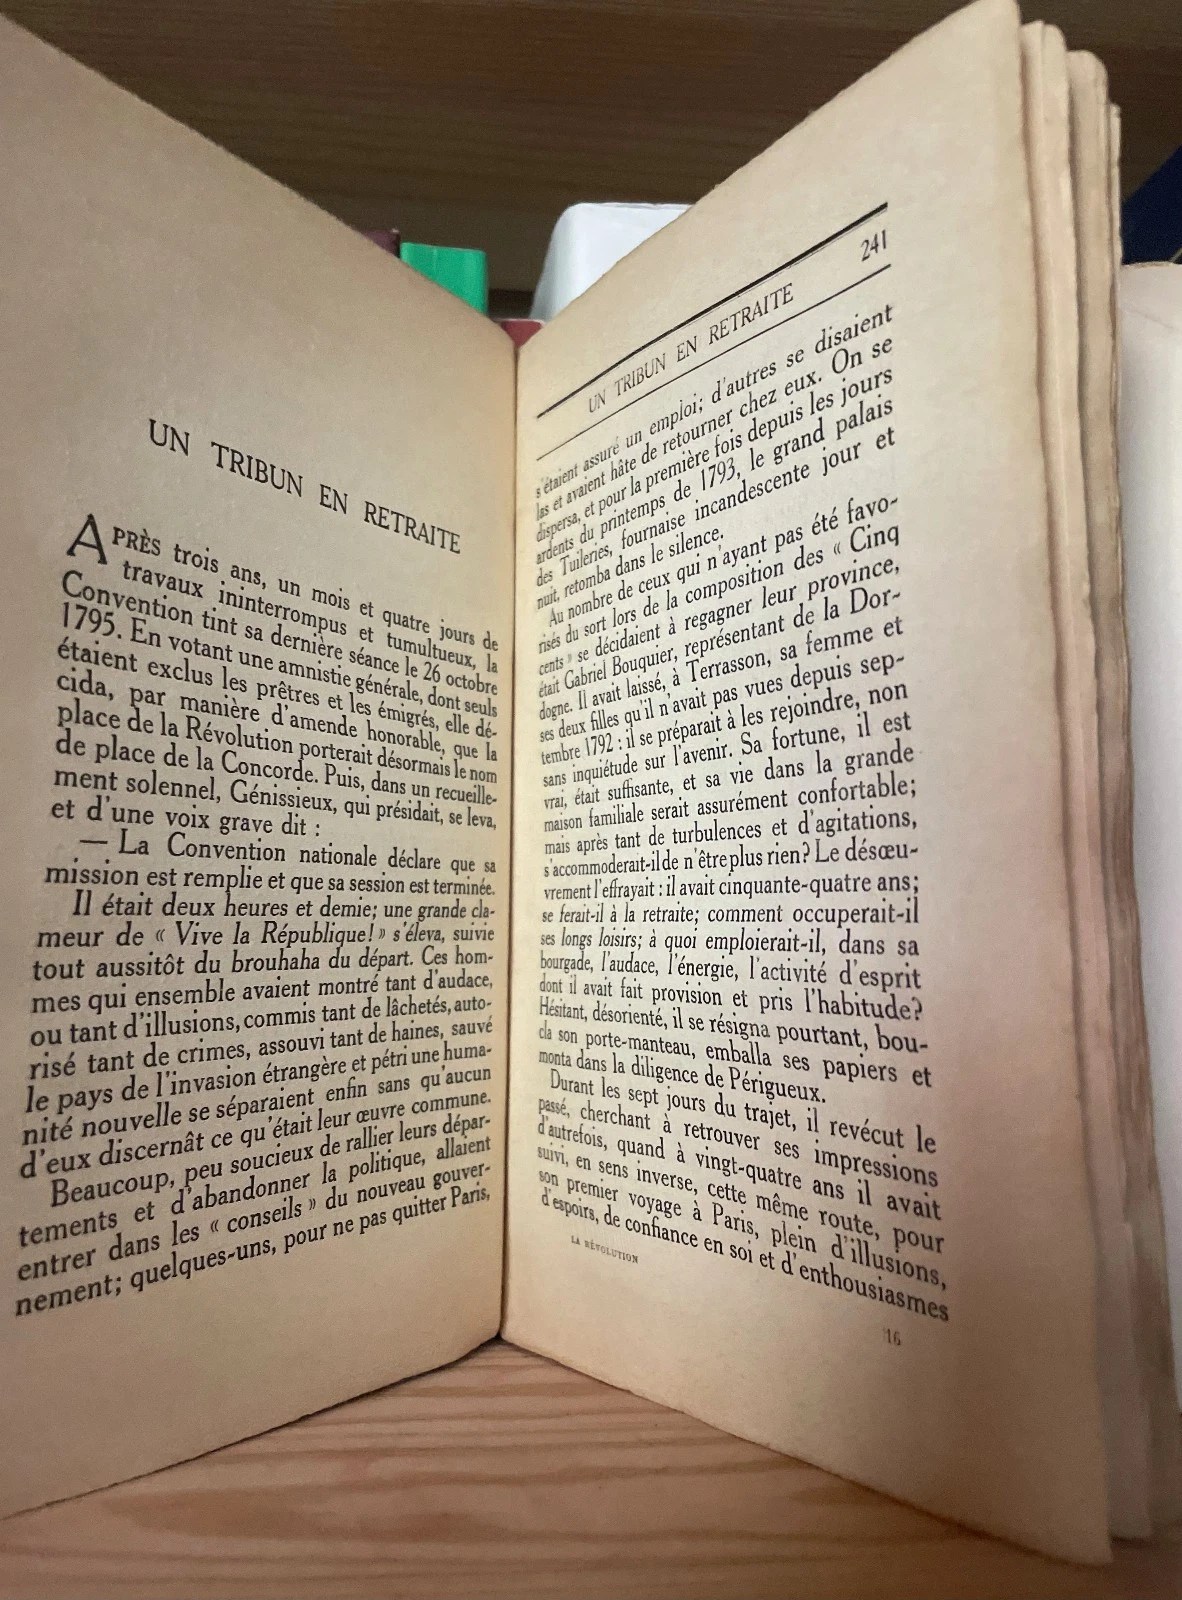 UN TRIBUN EN RETRAITE
APRÈS trois ans, un mois et quatre jours de
travaux ininterrompus et tumultueux, la
Convention tint sa dernière séance le 26 octobre
1795. En votant une amnistie générale, dont seuls
étaient exclus les prêtres et les émigrés, elle dé-
cida, par manière d'amende honorable, que la
place de la Révolution porterait désormais le nom
de place de la Concorde. Puis, dans un recueille-
ment solennel, Génissieux, qui présidait, se leva,
et d'une voix grave dit :
— La Convention nationale déclare que sa
mission est remplie et que sa session est terminée.
Il était deux heures et demie; une grande cla-
meur de « Vive la République! » s'éleva, suivie
tout aussitôt du brouhaha du départ. Ces hom-
mes qui ensemble avaient montré tant d'audace,
ou tant d'illusions, commis tant de lâchetés, auto-
risé tant de crimes, assouvi tant de haines, sauvé
le pays de l'invasion étrangère et pétri une huma-
nité nouvelle se séparaient enfin sans qu'aucun
d'eux discernât ce qu'était leur œuvre commune.
Beaucoup, peu soucieux de rallier leurs dépar-
tements et d'abandonner la politique, allaient
entrer dans les « conseils » du nouveau gouver-
nement; quelques-uns, pour ne pas quitter Paris,
UN TRIBUN EN RETRAITE 241
s'étaient assuré un emploi; d'autres se disaient
las et avaient hâte de retourner chez eux. On se
dispersa, et pour la première fois depuis les jours
ardents du printemps de 1793, le grand palais
des Tuileries, fournaise incandescente jour et
nuit, retomba dans le silence.
Au nombre de ceux qui n'ayant pas été favo-
risés du sort lors de la composition des « Cinq
cents » se décidaient à regagner leur province,
était Gabriel Bouquier, représentant de la Dor-
dogne. Il avait laissé, à Terrasson, sa femme et
ses deux filles qu'il n'avait pas vues depuis sep-
tembre 1792 : il se préparait à les rejoindre, non
sans inquiétude sur l'avenir. Sa fortune, il est
vrai, était suffisante, et sa vie dans la grande
maison familiale serait assurément confortable;
mais après tant de turbulences et d'agitations,
s'accommoderait-il de n'être plus rien? Le désœu-
vrement l'effrayait : il avait cinquante-quatre ans;
se ferait-il à la retraite; comment occuperait-il
ses longs loisirs; à quoi emploierait-il, dans sa
bourgade, l'audace, l'énergie, l'activité d'esprit
dont il avait fait provision et pris l'habitude?
Hésitant, désorienté, il se résigna pourtant, bou-
cla son porte-manteau, emballa ses papiers et
monta dans la diligence de Périgueux.
Durant les sept jours du trajet, il revécut le
passé, cherchant à retrouver ses impressions
d'autrefois, quand à vingt-quatre ans il avait
suivi, en sens inverse, cette même route, pour
son premier voyage à Paris, plein d'illusions,
d'espoirs, de confiance en soi et d'enthousiasmes
LA RÉVOLUTION 16